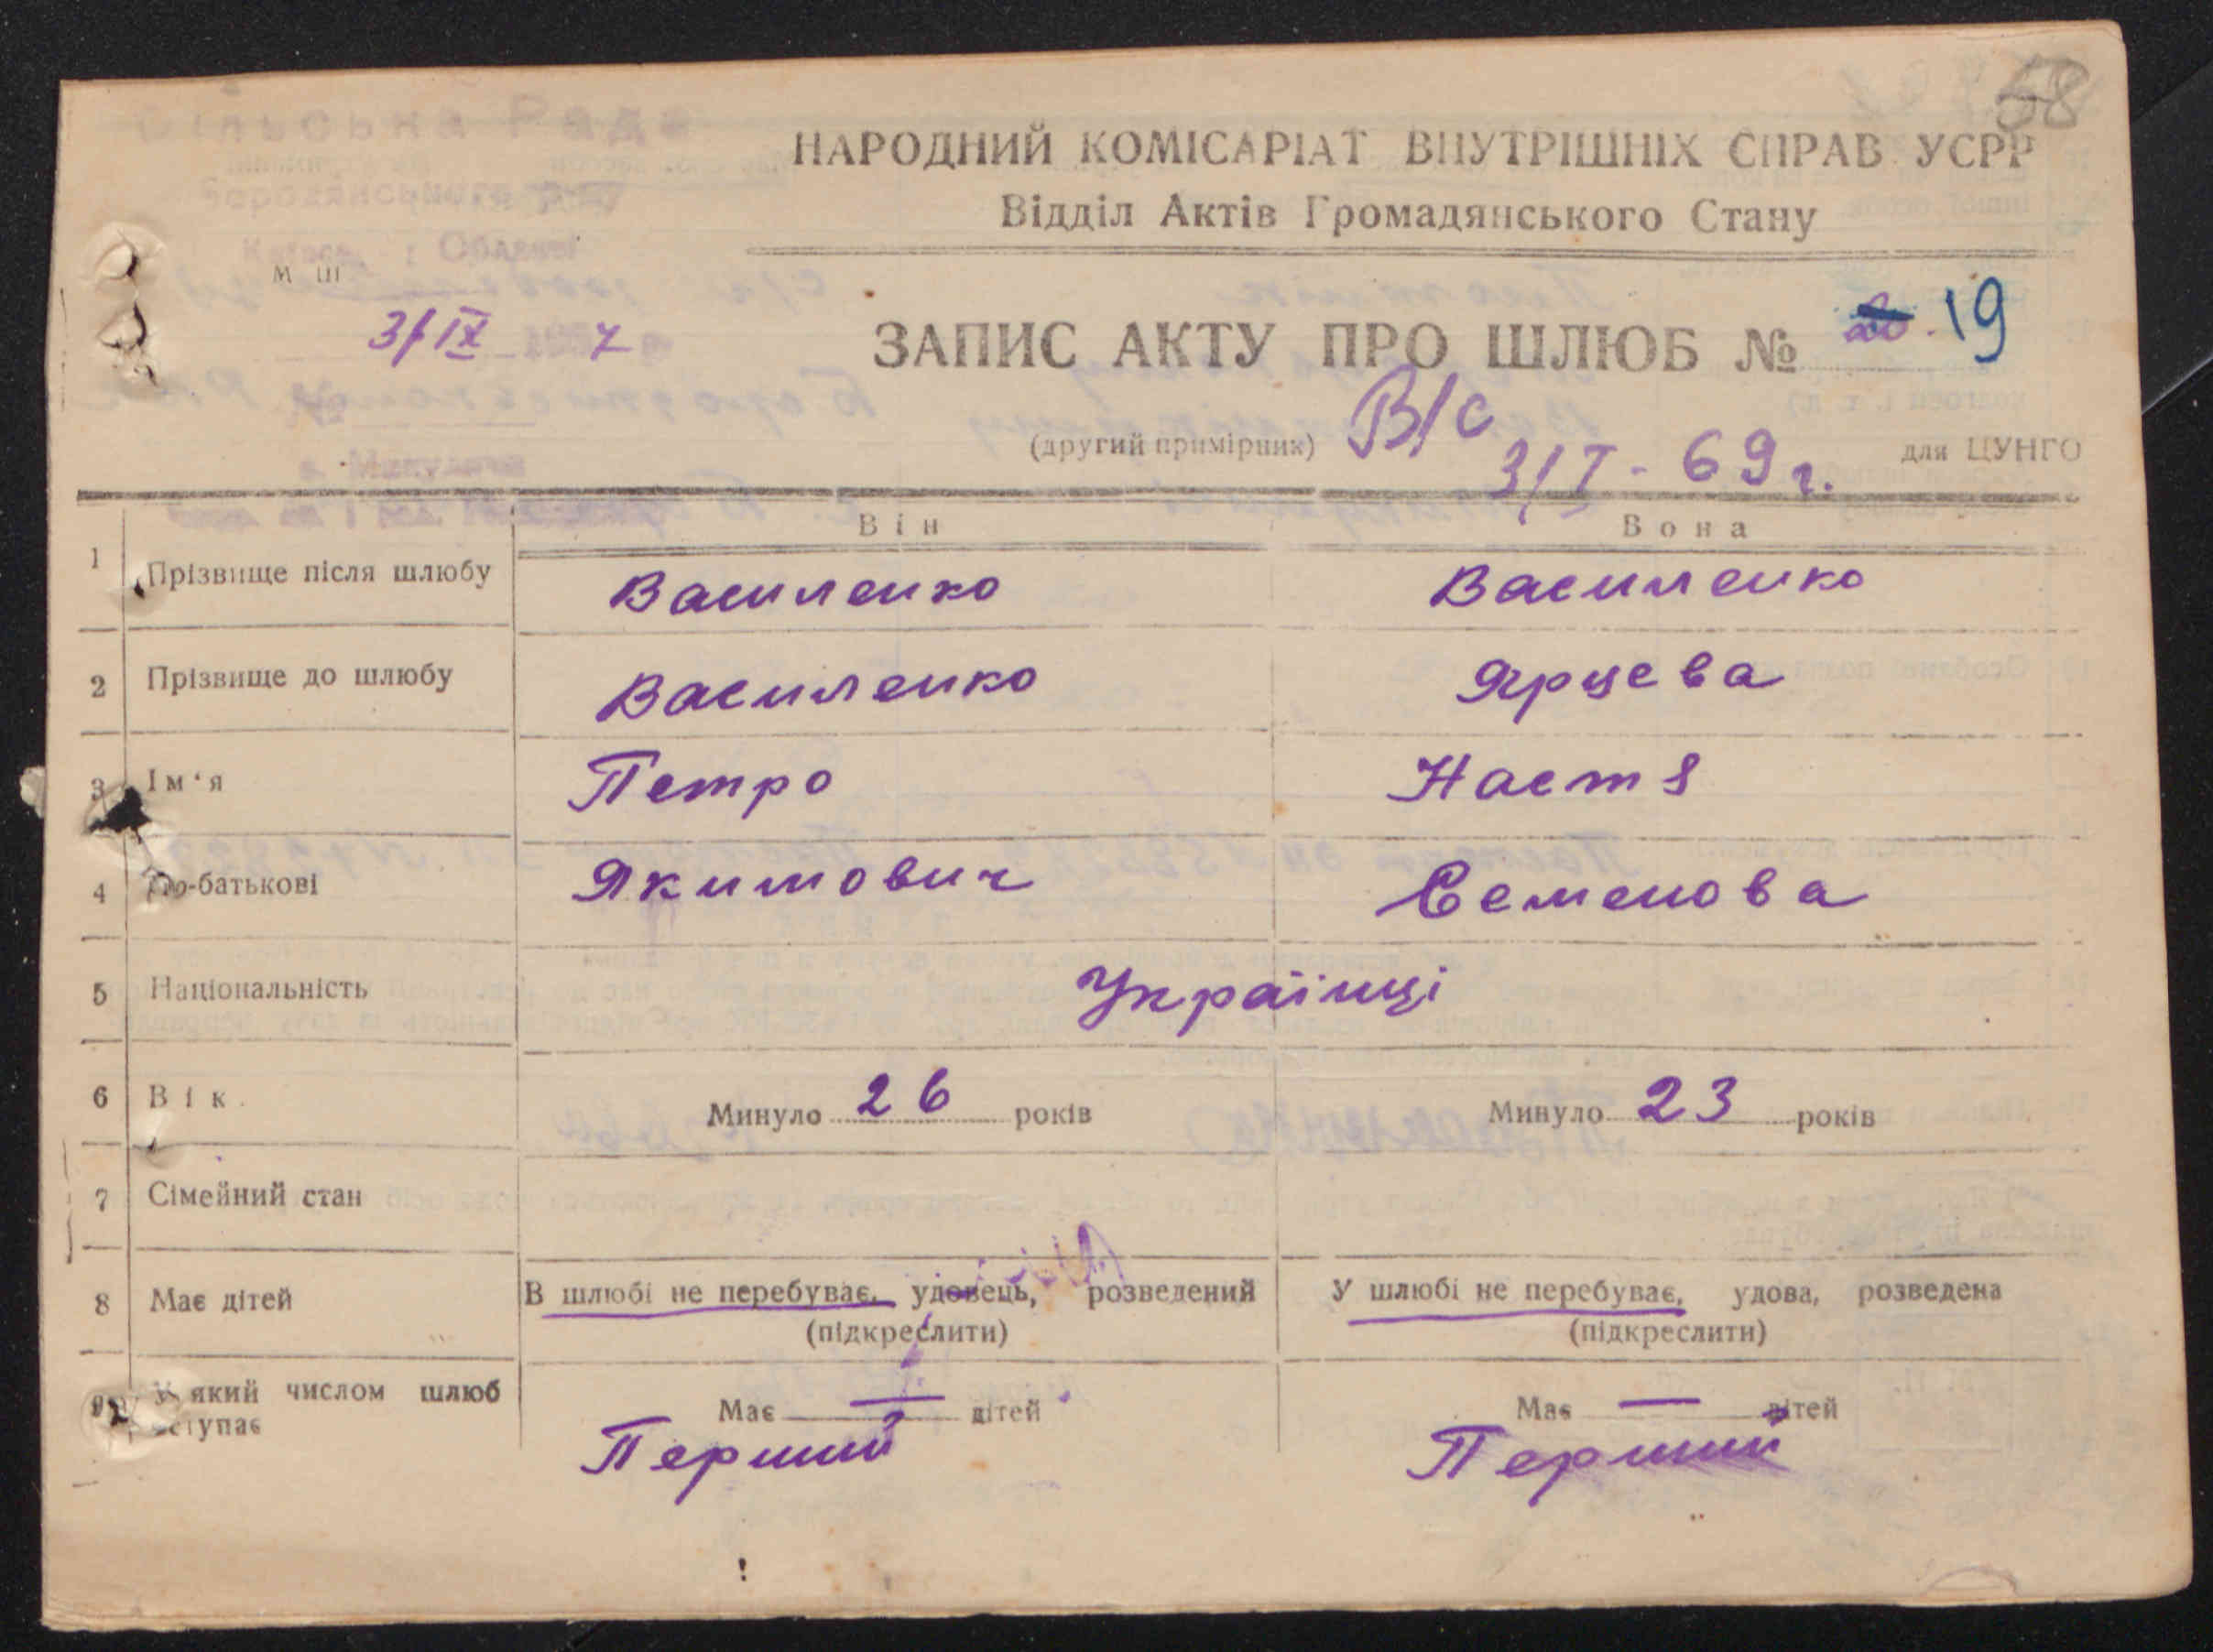 58
НАРОДНИЙ КОМІСАРІАТ ВНУТРІШНІХ СПРАВ УСРР
Відділ Актів Громадянського Стану
М Ш
3/IX 7
ЗАПИС АКТУ ПРО ШЛЮБ № 19
(другий примірник) В/с для ЦУНГО
3/I - 69 г.
Він Вона
1 Прізвище після шлюбу Василенко Василенко
2 Прізвище до шлюбу Василенко Ярцева
3 Ім'я Петро Настя
4 По-батькові Якимович Семенова
5 Національність Українці
6 Вік. Минуло 26 років Минуло 23 років
7 Сімейний стан
8 Має дітей В шлюбі не перебуває, удовець, розведений У шлюбі не перебуває, удова, розведена
(підкреслити) (підкреслити)
9 У який числом шлюб вступає Має — дітей Має — дітей
Перший Перший